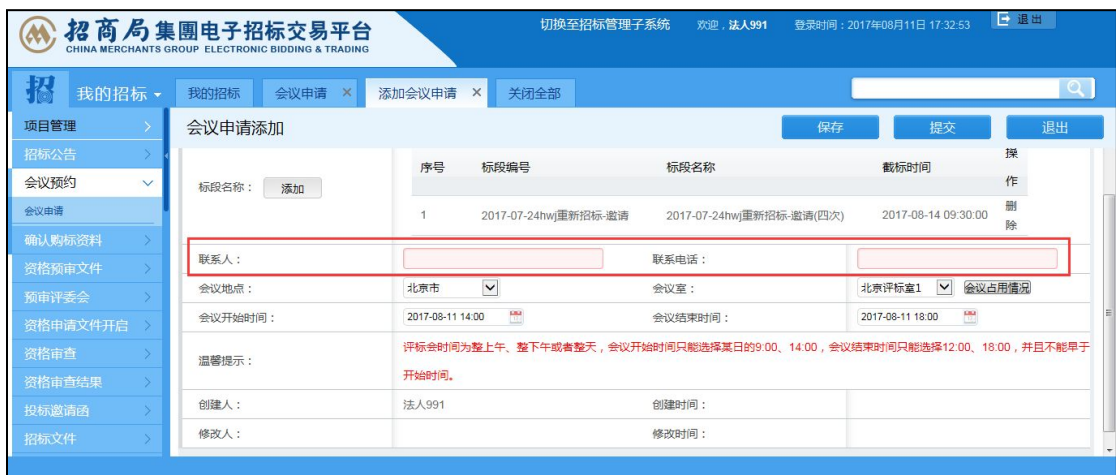 招商局集團电子招标交易平台
CHINA MERCHANTS GROUP ELECTRONIC BIDDING & TRADING
切换至招标管理子系统 欢迎，法人991 登录时间：2017年08月11日 17:32:53 退出
招 我的招标 我的招标 会议申请 × 添加会议申请 × 关闭全部
项目管理
招标公告
会议预约
会议申请
确认购标资料
资格预审文件
预审评委会
资格申请文件开启
资格审查
资格审查结果
投标邀请函
招标文件
会议申请添加 保存 提交 退出
标段名称： 添加
序号 标段编号 标段名称 截标时间 操作
1 2017-07-24hwj重新招标-邀请 2017-07-24hwj重新招标-邀请(四次) 2017-08-14 09:30:00 删除
联系人： 联系电话：
会议地点： 北京市 会议室： 北京评标室1 会议占用情况
会议开始时间： 2017-08-11 14:00 会议结束时间： 2017-08-11 18:00
温馨提示：
评标会时间为整上午、整下午或者整天，会议开始时间只能选择某日的9:00、14:00，会议结束时间只能选择12:00、18:00，并且不能早于
开始时间。
创建人： 法人991 创建时间：
修改人： 修改时间：